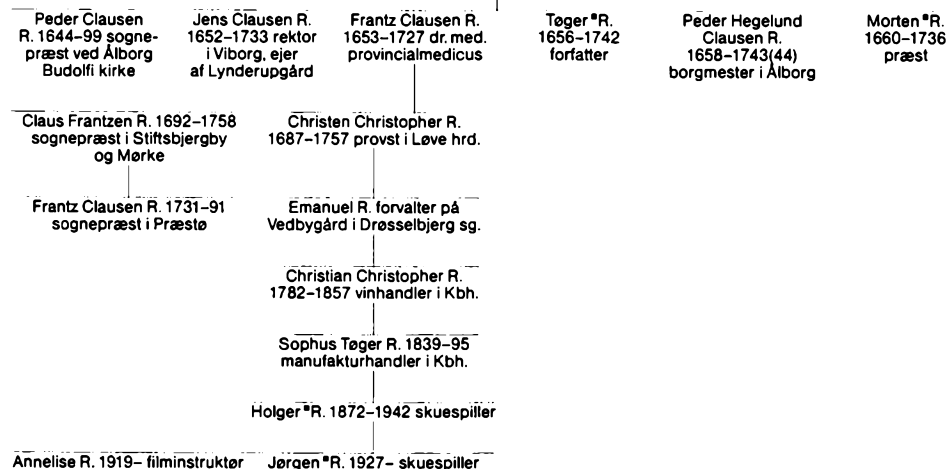 Peder Clausen
R. 1644–99 sogne-
præst ved Ålborg
Budolfi kirke
Jens Clausen R.
1652–1733 rektor
i Viborg, ejer
af Lynderupgård
Frantz Clausen R.
1653–1727 dr. med.
provincialmedicus
Tøger ■R.
1656–1742
forfatter
Peder Hegelund
Clausen R.
1658–1743(44)
borgmester i Ålborg
Morten ■R.
1660–1736
præst
Claus Frantzen R. 1692–1758
sognepræst i Stiftsbjergby
og Mørke
Christen Christopher R.
1687–1757 provst i Løve hrd.
Frantz Clausen R. 1731–91
sognepræst i Præstø
Emanuel R. forvalter på
Vedbygård i Drøsselbjerg sg.
Christian Christopher R.
1782–1857 vinhandler i Kbh.
Sophus Tøger R. 1839–95
manufakturhandler i Kbh.
Holger ■R. 1872–1942 skuespiller
Annelise R. 1919– filminstruktør
Jørgen ■R. 1927– skuespiller